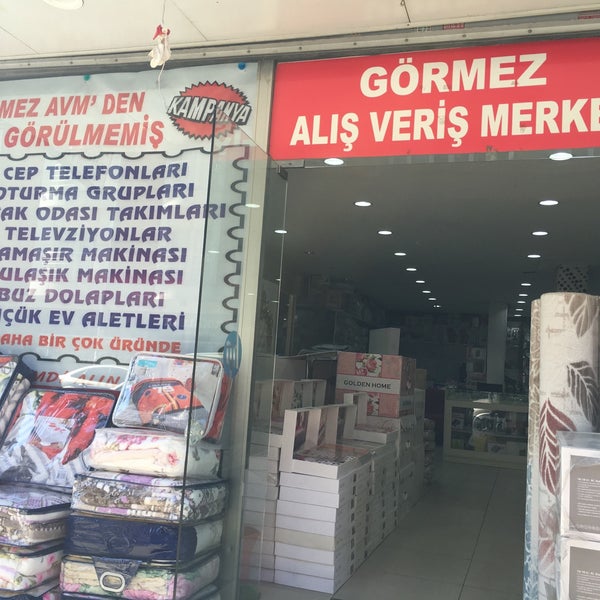 MEZ AVM' DEN
GÖRÜLMEMİŞ
KAMPANYA
CEP TELEFONLARI
OTURMA GRUPLARI
AK ODASI TAKIMLARI
TELEVZİYONLAR
AMAŞIR MAKİNASI
ULAŞIK MAKİNASI
BUZ DOLAPLARI
ÇÜK EV ALETLERİ
AHA BİR ÇOK ÜRÜNDE
GÖRMEZ
ALIŞ VERİŞ MERKE
GOLDEN HOME